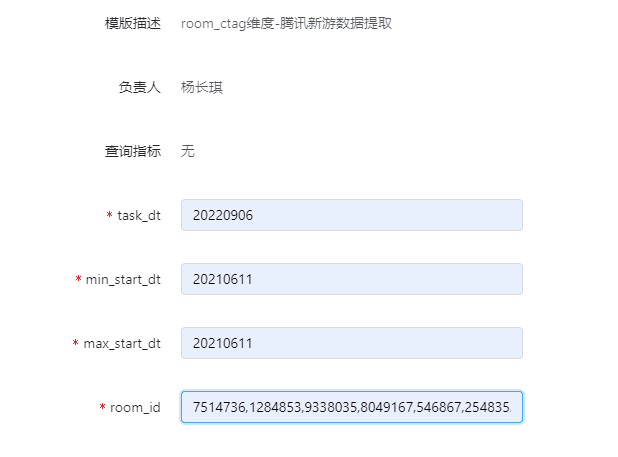 模版描述 room_ctag维度-腾讯新游数据提取
负责人 杨长琪
查询指标 无
* task_dt 20220906
* min_start_dt 20210611
* max_start_dt 20210611
* room_id 7514736,1284853,9338035,8049167,546867,254835